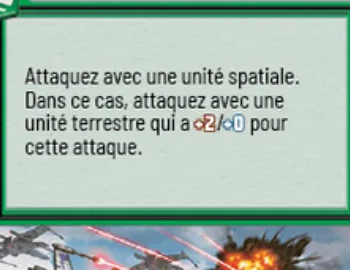 Attaquez avec une unité spatiale.
Dans ce cas, attaquez avec une
unité terrestre qui a +2/+0 pour
cette attaque.